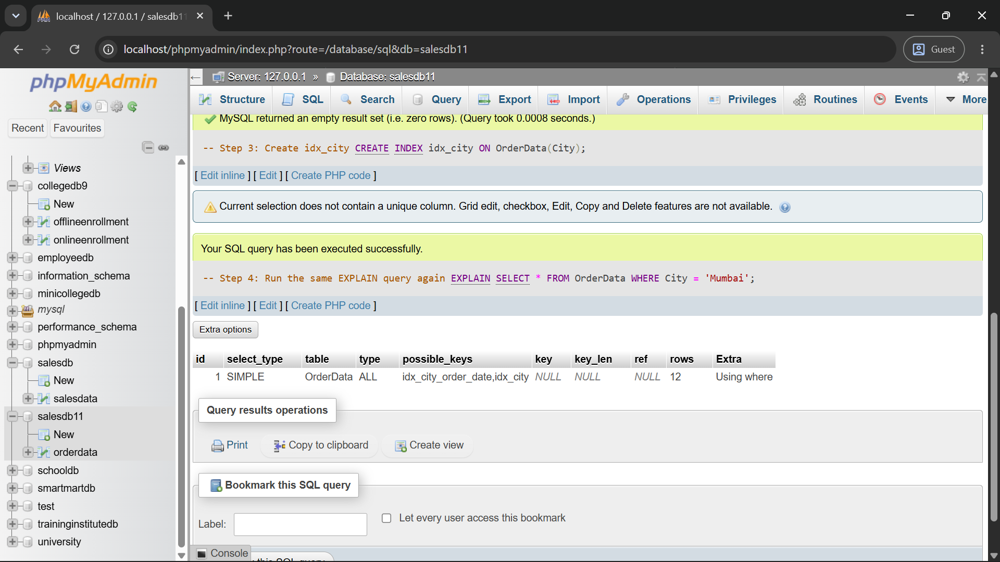 localhost / 127.0.0.1 / salesdb11
localhost/phpmyadmin/index.php?route=/database/sql&db=salesdb11
Guest
phpMyAdmin
Recent
Favourites
Views
collegedb9
New
offlineenrollment
onlineenrollment
employeedb
information_schema
minicollegedb
mysql
performance_schema
phpmyadmin
salesdb
New
salesdata
salesdb11
New
orderdata
schooldb
smartmartdb
test
traininginstitutedb
university
Server: 127.0.0.1 » Database: salesdb11
Structure SQL Search Query Export Import Operations Privileges Routines Events More
MySQL returned an empty result set (i.e. zero rows). (Query took 0.0008 seconds.)
-- Step 3: Create idx_city CREATE INDEX idx_city ON OrderData(City);
[ Edit inline ] [ Edit ] [ Create PHP code ]
Current selection does not contain a unique column. Grid edit, checkbox, Edit, Copy and Delete features are not available.
Your SQL query has been executed successfully.
-- Step 4: Run the same EXPLAIN query again EXPLAIN SELECT * FROM OrderData WHERE City = 'Mumbai';
[ Edit inline ] [ Edit ] [ Create PHP code ]
Extra options
id select_type table type possible_keys key key_len ref rows Extra
1 SIMPLE OrderData ALL idx_city_order_date,idx_city NULL NULL NULL 12 Using where
Query results operations
Print Copy to clipboard Create view
Bookmark this SQL query
Label:
Let every user access this bookmark
Console
this SQL query